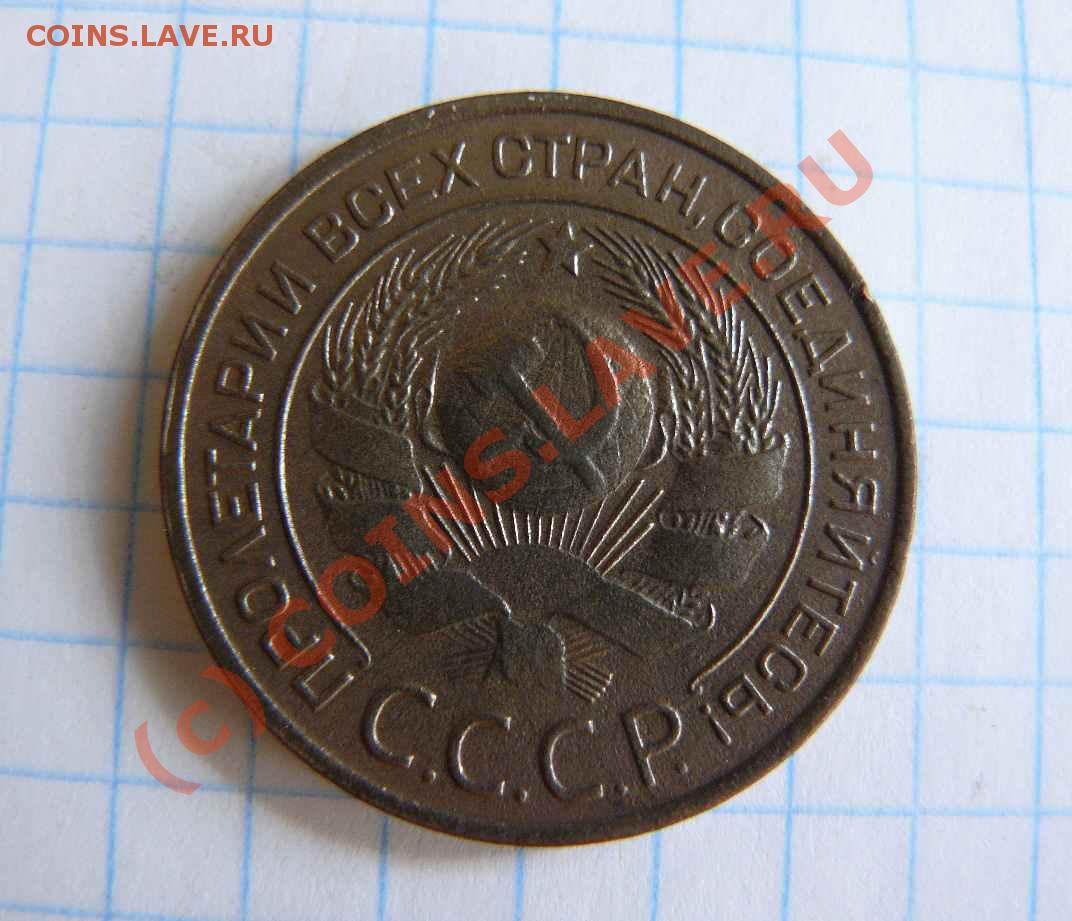 COINS.LAVE.RU
ПРОЛЕТАРИИ ВСЕХ СТРАН, СОЕДИНЯЙТЕСЬ!
С.С.С.Р.
(c) COINS.LAVE.RU